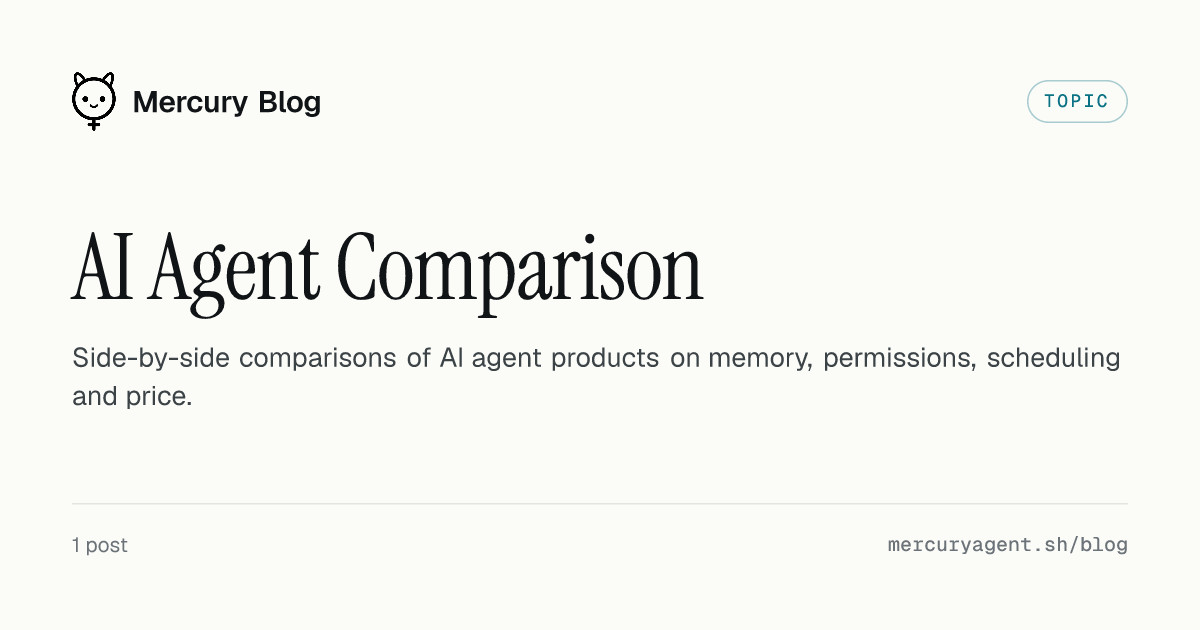 Mercury Blog
TOPIC
AI Agent Comparison
Side-by-side comparisons of AI agent products on memory, permissions, scheduling
and price.
1 post
mercuryagent.sh/blog